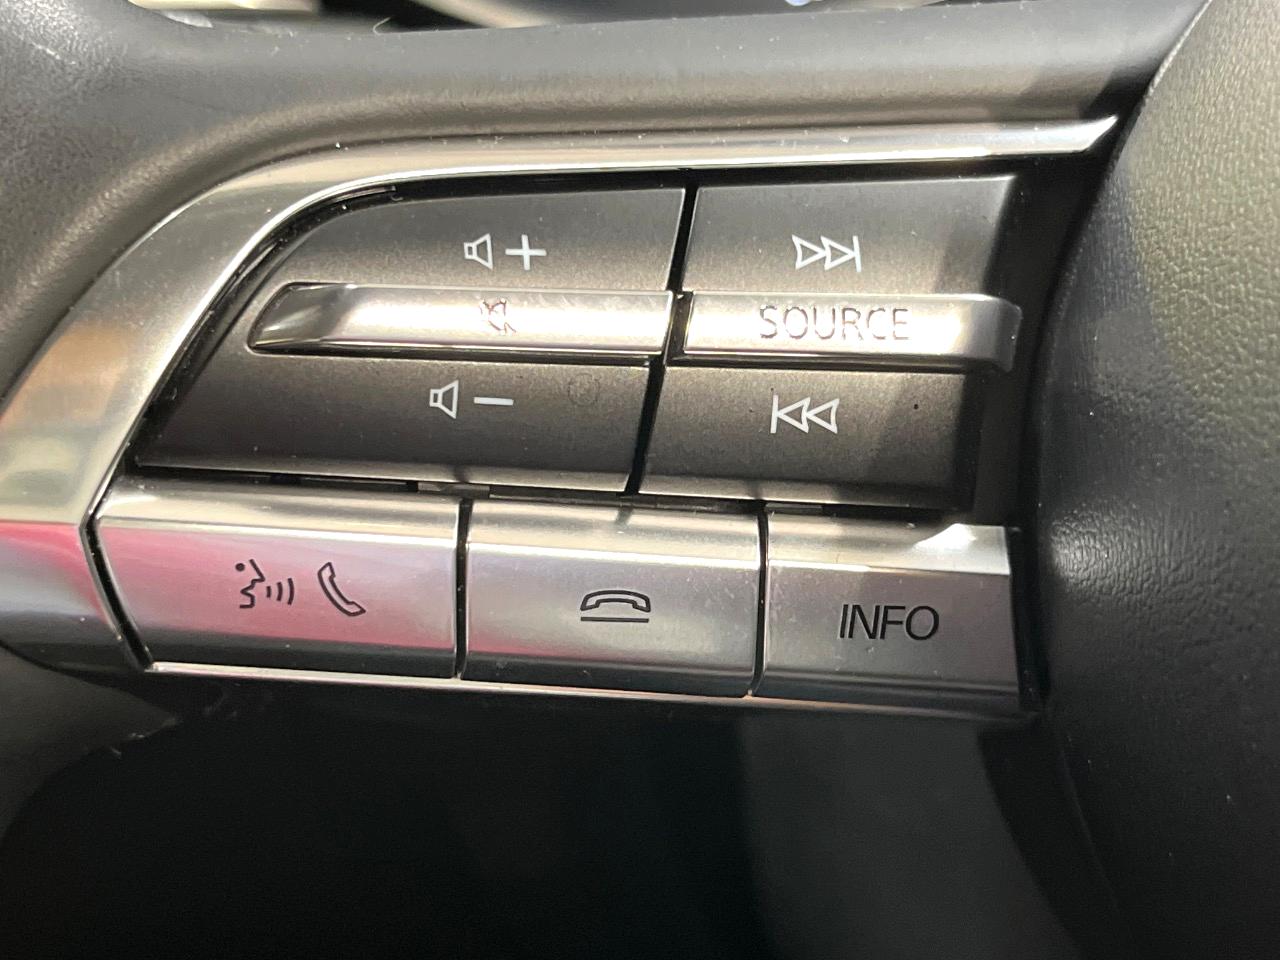 +
SOURCE
−
INFO